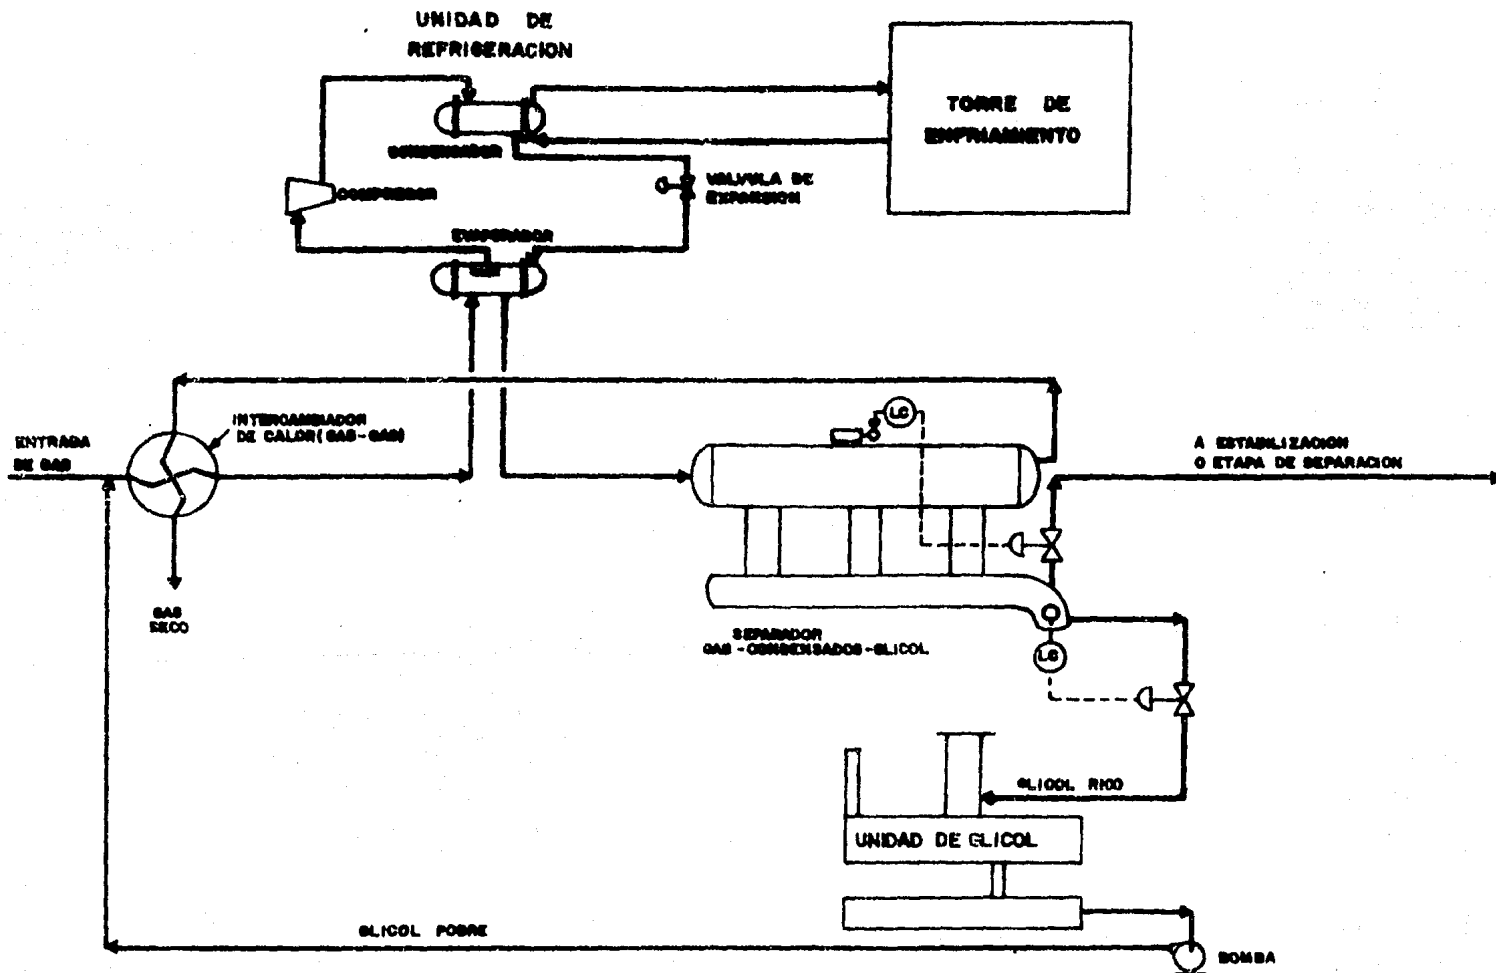 UNIDAD DE
REFRIGERACION
TORRE DE
ENFRIAMIENTO
CONDENSADOR
COMPRESOR
VALVULA DE
EXPANSION
EVAPORADOR
INTERCAMBIADOR
DE CALOR (GAS-GAS)
ENTRADA
DE GAS
LC
A ESTABILIZACION
O ETAPA DE SEPARACION
GAS
SECO
SEPARADOR
GAS-CONDENSADOS-GLICOL
LC
GLICOL RICO
UNIDAD DE GLICOL
GLICOL POBRE
BOMBA